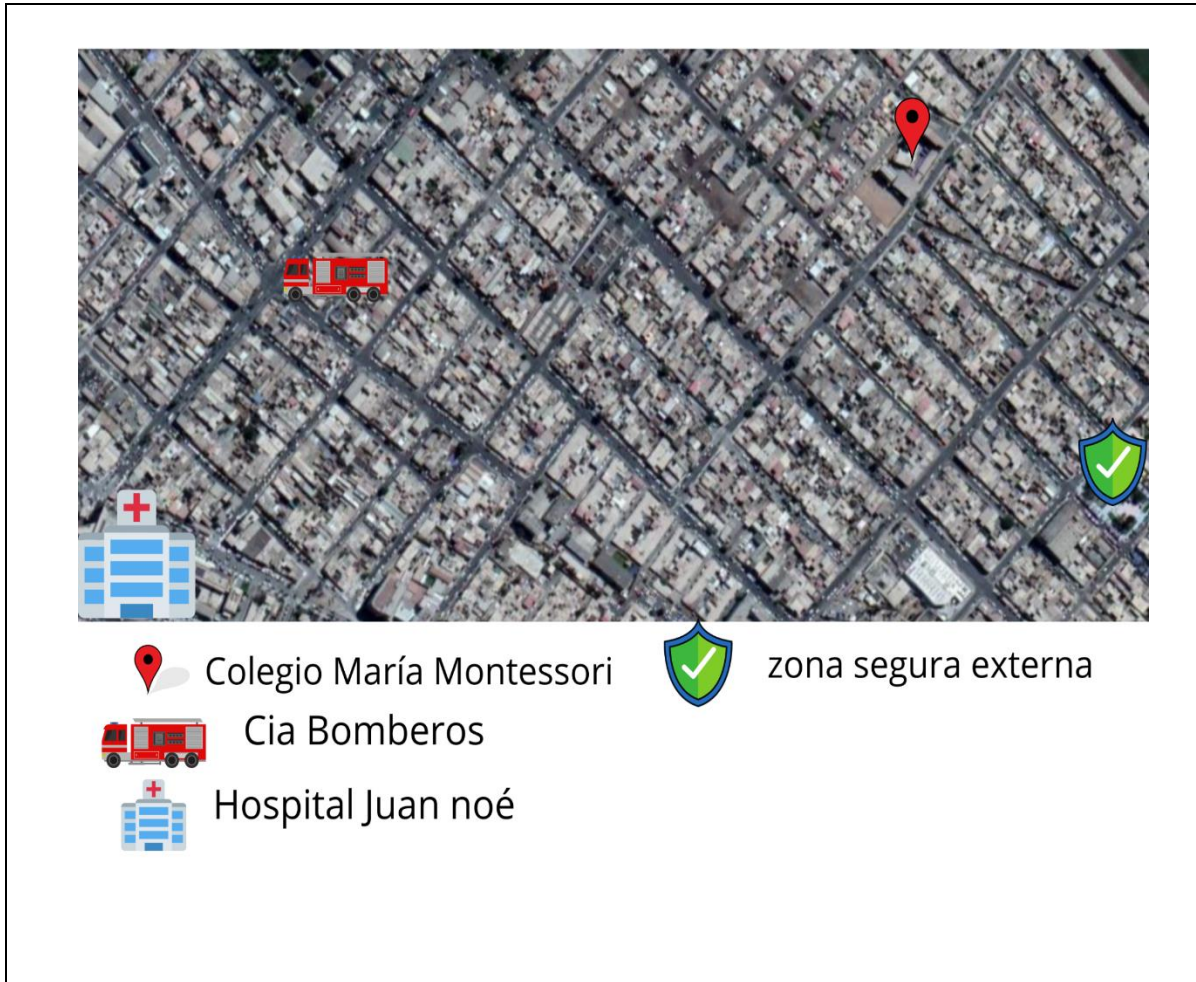 Colegio María Montessori
zona segura externa
Cia Bomberos
Hospital Juan noé